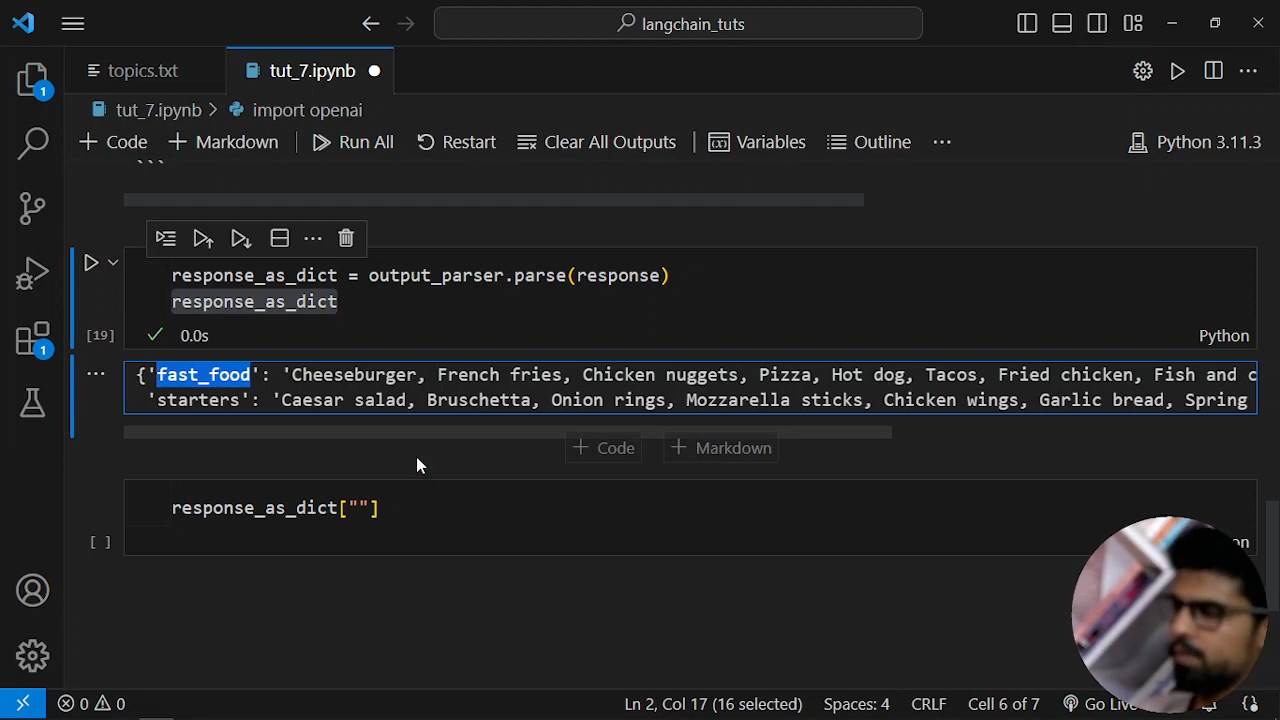 langchain_tuts
topics.txt
tut_7.ipynb
tut_7.ipynb > import openai
Code
Markdown
Run All
Restart
Clear All Outputs
Variables
Outline
...
Python 3.11.3
```
response_as_dict = output_parser.parse(response)
response_as_dict
[19]
0.0s
Python
{'fast_food': 'Cheeseburger, French fries, Chicken nuggets, Pizza, Hot dog, Tacos, Fried chicken, Fish and c
'starters': 'Caesar salad, Bruschetta, Onion rings, Mozzarella sticks, Chicken wings, Garlic bread, Spring
+ Code
+ Markdown
response_as_dict[""]
[ ]
1
1
0
0
Ln 2, Col 17 (16 selected)
Spaces: 4
CRLF
Cell 6 of 7
Go Live